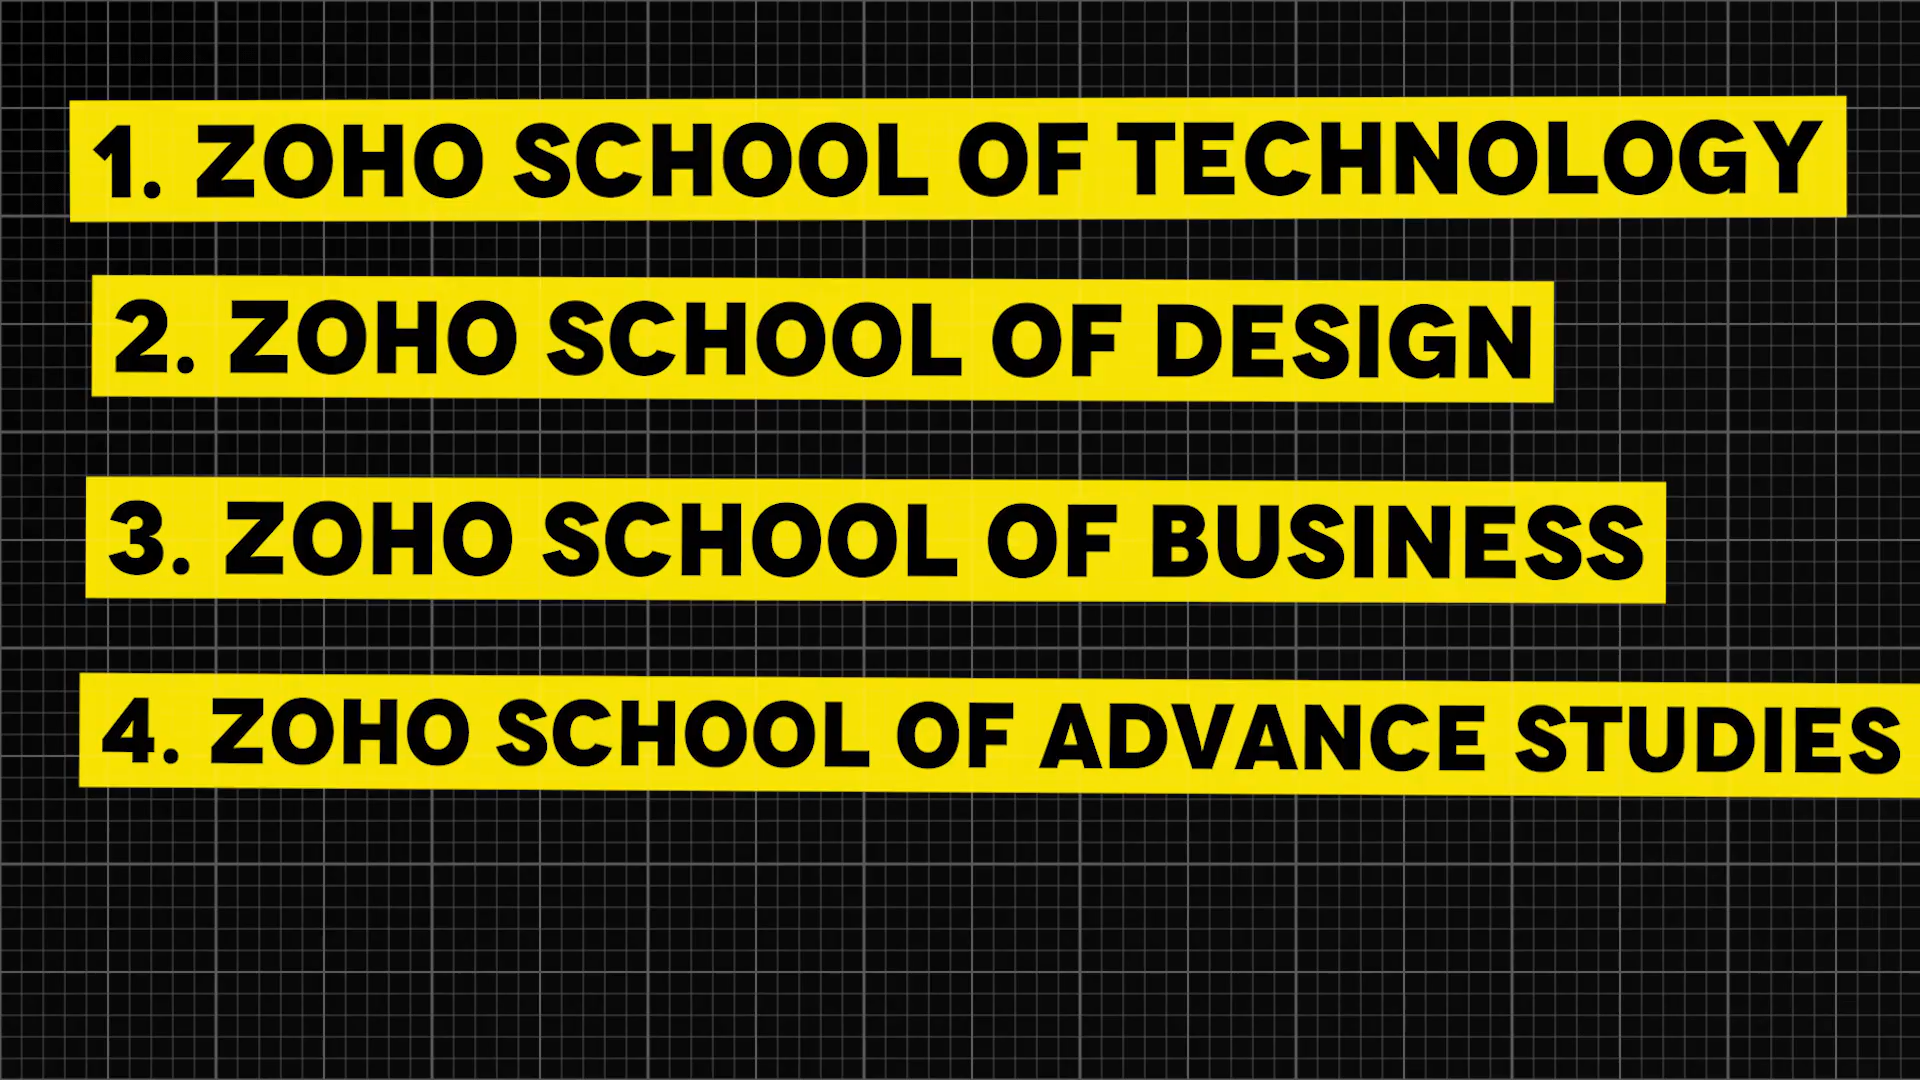 1. ZOHO SCHOOL OF TECHNOLOGY
2. ZOHO SCHOOL OF DESIGN
3. ZOHO SCHOOL OF BUSINESS
4. ZOHO SCHOOL OF ADVANCE STUDIES